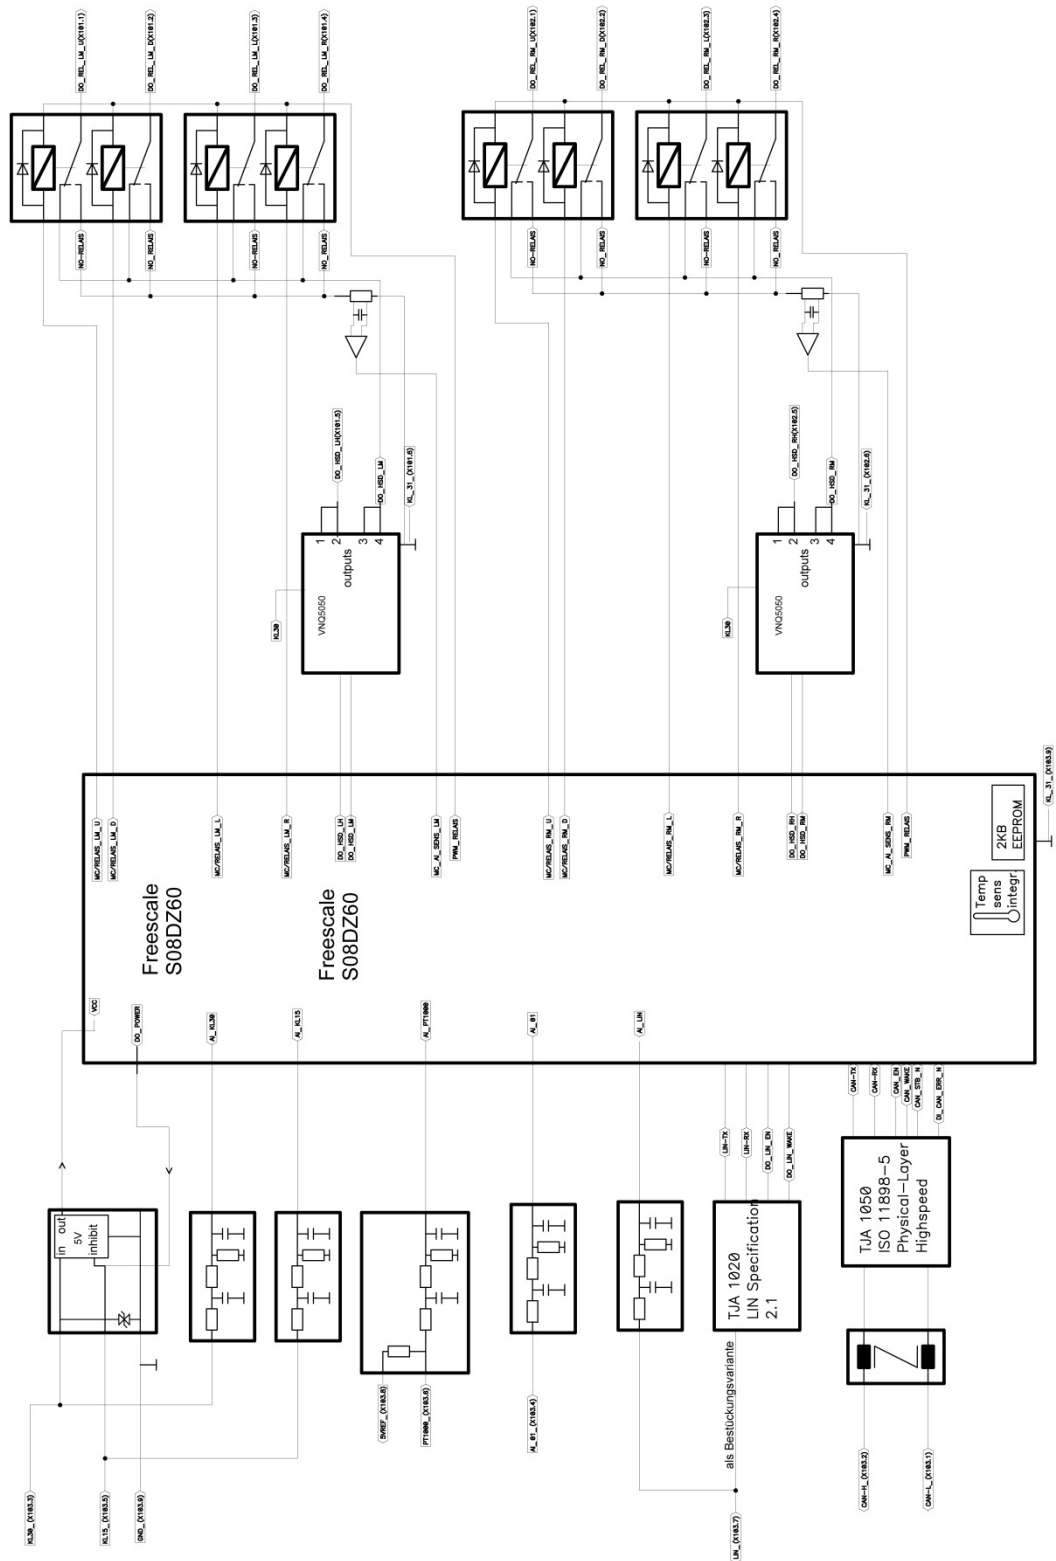 DO_REL_LM_U(X101.1)
DO_REL_LM_D(X101.2)
DO_REL_LM_L(X101.3)
DO_REL_LM_R(X101.4)
DO_REL_RM_U(X102.1)
DO_REL_RM_D(X102.2)
DO_REL_RM_L(X102.3)
DO_REL_RM_R(X102.4)
NO-RELAIS
NO_RELAIS
NO-RELAIS
NO_RELAIS
NO-RELAIS
NO_RELAIS
NO-RELAIS
NO_RELAIS
DO_HSD_LH(X101.5)
DO_HSD_LM
KL_31_(X101.6)
DO_HSD_RH(X102.5)
DO_HSD_RM
KL_31_(X102.6)
1
2
3
4
outputs
VNQ5050
KL30
1
2
3
4
outputs
VNQ5050
KL30
MC/RELAIS_LM_U
MC/RELAIS_LM_D
MC/RELAIS_LM_L
MC/RELAIS_LM_R
DO_HSD_LH
DO_HSD_LM
MC_AI_SENS_LM
PWM_RELAIS
MC/RELAIS_RM_U
MC/RELAIS_RM_D
MC/RELAIS_RM_L
MC/RELAIS_RM_R
DO_HSD_RH
DO_HSD_RM
MC_AI_SENS_RM
PWM_RELAIS
2KB
EEPROM
KL_31_(X103.9)
Temp
sens
integr.
Freescale
S08DZ60
Freescale
S08DZ60
VCC
DO_POWER
AI_KL30
AI_KL15
AI_PT1000
AI_01
AI_LIN
LIN-TX
LIN-RX
DO_LIN_EN
DO_LIN_WAKE
CAN-TX
CAN-RX
CAN_EN
CAN_WAKE
CAN_STB_N
DI_CAN_ERR_N
in
out
5V
inhibit
TJA 1020
LIN Specification
2.1
TJA 1050
ISO 11898-5
Physical-Layer
Highspeed
als Bestückungsvariante
KL30_(X103.3)
KL15_(X103.5)
GND_(X103.9)
5VREF_(X103.8)
PT1000_(X103.6)
AI_01_(X103.4)
LIN_(X103.7)
CAN-H_(X103.2)
CAN-L_(X103.1)